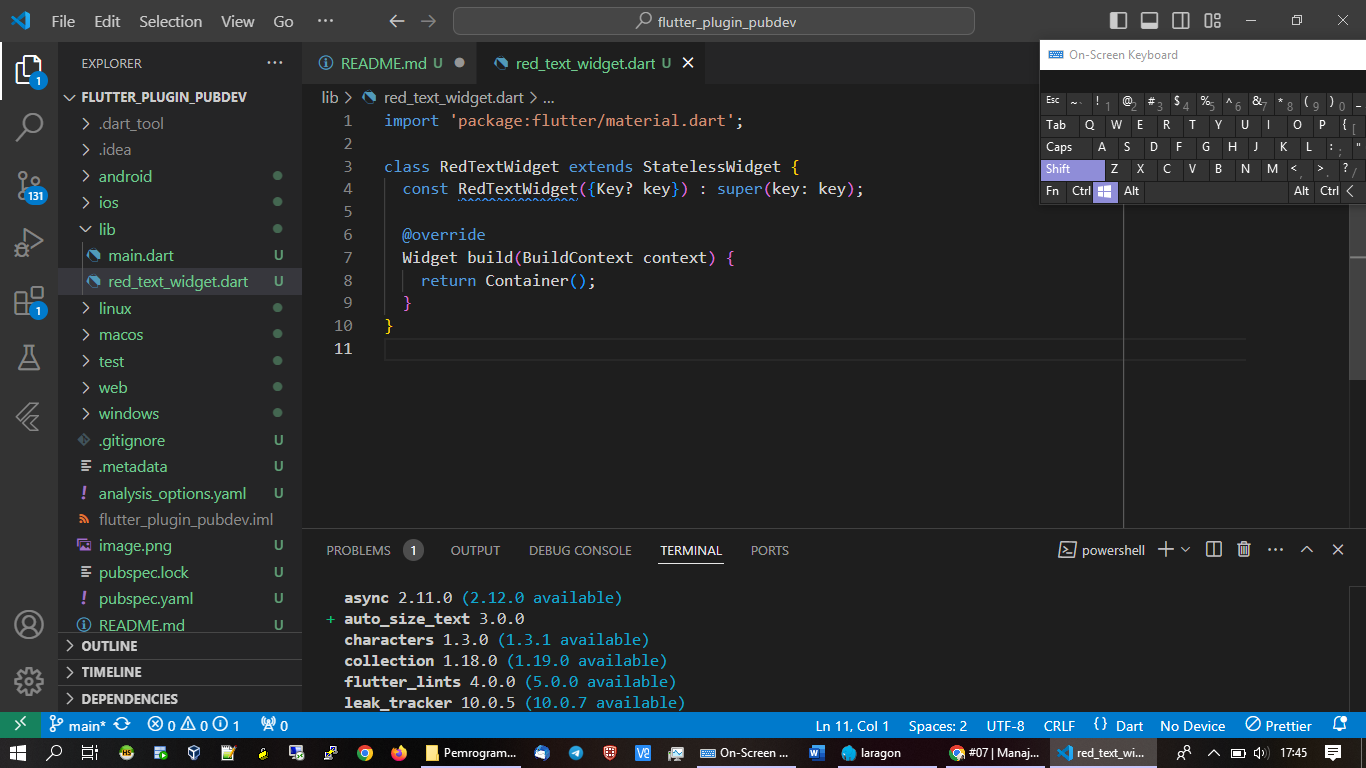 File Edit Selection View Go ··· flutter_plugin_pubdev
On-Screen Keyboard
EXPLORER ···
README.md U
red_text_widget.dart U
FLUTTER_PLUGIN_PUBDEV
.dart_tool
.idea
android
ios
lib
main.dart U
red_text_widget.dart U
linux
macos
test
web
windows
.gitignore U
.metadata U
analysis_options.yaml U
flutter_plugin_pubdev.iml
image.png U
pubspec.lock U
pubspec.yaml U
README.md U
OUTLINE
TIMELINE
DEPENDENCIES
1
131
1
lib > red_text_widget.dart > ...
1 import 'package:flutter/material.dart';
2
3 class RedTextWidget extends StatelessWidget {
4 const RedTextWidget({Key? key}) : super(key: key);
5
6 @override
7 Widget build(BuildContext context) {
8 return Container();
9 }
10 }
11
Esc ~ ` ! 1 @ 2 # 3 $ 4 % 5 ^ 6 & 7 * 8 ( 9 ) 0 _
Tab Q W E R T Y U I O P { [
Caps A S D F G H J K L : ; "
Shift Z X C V B N M < , > . ? /
Fn Ctrl Alt Alt Ctrl <
PROBLEMS 1 OUTPUT DEBUG CONSOLE TERMINAL PORTS powershell
async 2.11.0 (2.12.0 available)
+ auto_size_text 3.0.0
characters 1.3.0 (1.3.1 available)
collection 1.18.0 (1.19.0 available)
flutter_lints 4.0.0 (5.0.0 available)
leak_tracker 10.0.5 (10.0.7 available)
main* 0 0 1 0 Ln 11, Col 1 Spaces: 2 UTF-8 CRLF {} Dart No Device Prettier
Pemrogram... On-Screen ... laragon #07 | Manaj... red_text_wi... 17:45